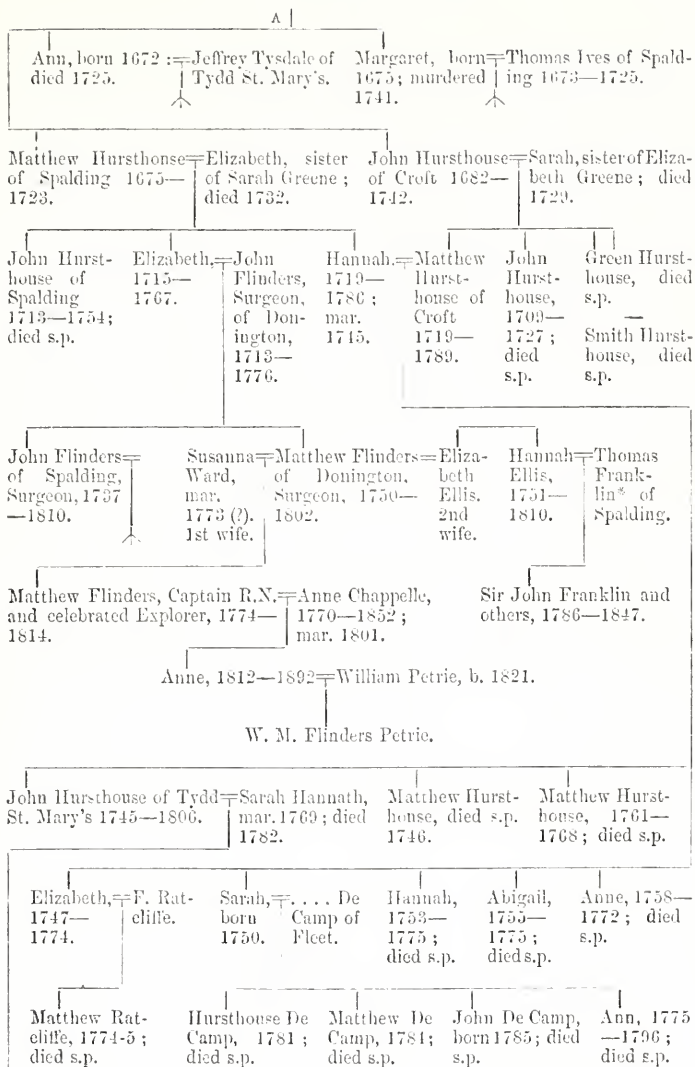 A
Ann, born 1672 :=Jeffrey Tysdale of
died 1725. Tydd St. Mary's.
Margaret, born=Thomas Ives of Spald-
1675; murdered ing 1673—1725.
1741.
Matthew Hursthouse=Elizabeth, sister
of Spalding 1675— of Sarah Greene;
1723. died 1732.
John Hursthouse=Sarah, sister of Eliza-
of Croft 1682— beth Greene; died
1742. 1729.
John Hurst-
house of
Spalding
1713—1754;
died s.p.
Elizabeth,=John
1715— Flinders,
1767. Surgeon,
of Don-
ington,
1713—
1776.
Hannah,=Matthew
1719— Hurst-
1786; house of
mar. Croft
1745. 1719—
1789.
John
Hurst-
house,
1709—
1727;
died
s.p.
Green Hurst-
house, died
s.p.
—
Smith Hurst-
house, died
s.p.
John Flinders=
of Spalding,
Surgeon, 1737
—1810.
Susanna=Matthew Flinders=Eliza-
Ward, of Donington, beth
mar. Surgeon, 1750— Ellis.
1773 (?). 1802. 2nd
1st wife. wife.
Hannah=Thomas
Ellis, Frank-
1751— lin* of
1810. Spalding.
Matthew Flinders, Captain R.N.=Anne Chappelle,
and celebrated Explorer, 1774— 1770—1852;
1814. mar. 1801.
Sir John Franklin and
others, 1786—1847.
Anne, 1812—1892=William Petrie, b. 1821.
W. M. Flinders Petrie.
John Hursthouse of Tydd=Sarah Hannath,
St. Mary's 1745—1806. mar. 1769; died
1782.
Matthew Hurst-
house, died s.p.
1746.
Matthew Hurst-
house, 1761—
1768; died s.p.
Elizabeth,=F. Rat-
1747— cliffe.
1774.
Sarah,=.... De
born Camp of
1750. Fleet.
Hannah,
1753—
1775;
died s.p.
Abigail,
1755—
1775;
died s.p.
Anne, 1758—
1772; died
s.p.
Matthew Rat-
cliffe, 1774-5;
died s.p.
Hursthouse De
Camp, 1781;
died s.p.
Matthew De
Camp, 1784;
died s.p.
John De Camp,
born 1785; died
s.p.
Ann, 1775
—1796;
died s.p.